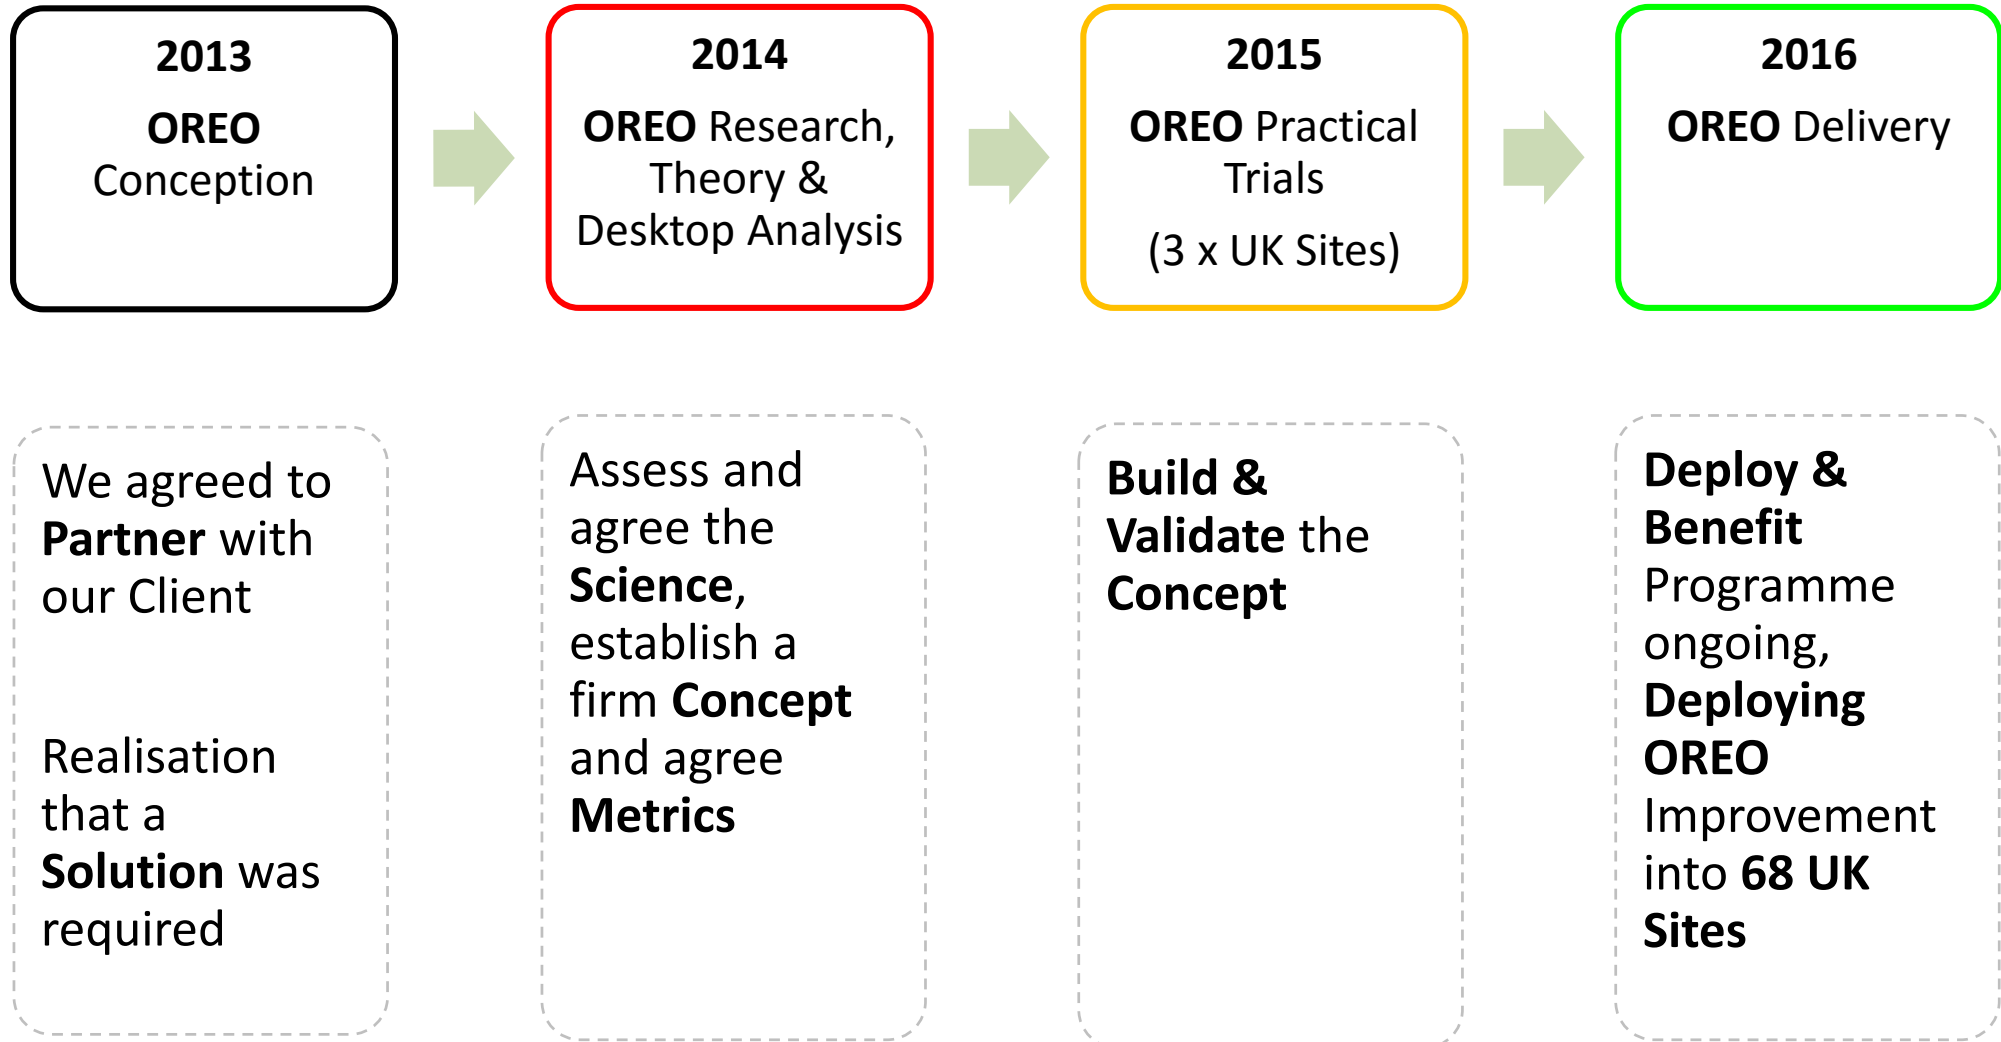 2013
OREO
Conception
2014
OREO Research,
Theory &
Desktop Analysis
2015
OREO Practical
Trials
(3 x UK Sites)
2016
OREO Delivery
We agreed to
Partner with
our Client
Realisation
that a
Solution was
required
Assess and
agree the
Science,
establish a
firm Concept
and agree
Metrics
Build &
Validate the
Concept
Deploy &
Benefit
Programme
ongoing,
Deploying
OREO
Improvement
into 68 UK
Sites